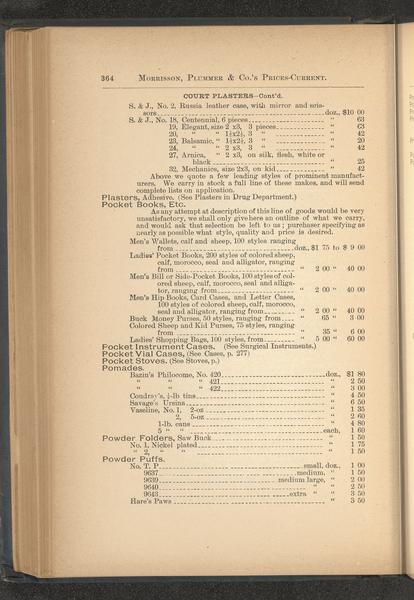 364 MORRISSON, PLUMMER & CO.'S PRICES-CURRENT.
COURT PLASTERS—Cont'd.
S. & J., No. 2, Russia leather case, with mirror and scis-
sors doz., $10 00
S. & J., No. 18, Centennial, 6 pieces " 63
19, Elegant, size 2 x3, 3 pieces " 63
20, " " 1½x2½, 3 " " 42
23, Balsamic, " 1½x2½, 3 " " 20
24, " " 2 x3, 3 " " 42
27, Arnica, " 2 x3, on silk, flesh, white or
black " 25
32, Mechanics, size 2x3, on kid " 42
Above we quote a few leading styles of prominent manufact-
urers. We carry in stock a full line of these makes, and will send
complete lists on application.
Plasters, Adhesive. (See Plasters in Drug Department.)
Pocket Books, Etc.
As any attempt at description of this line of goods would be very
unsatisfactory, we shall only give here an outline of what we carry,
and would ask that selection be left to us; purchaser specifying as
nearly as possible what style, quality and price is desired.
Men's Wallets, calf and sheep, 100 styles ranging
from doz., $1 75 to $ 9 00
Ladies' Pocket Books, 200 styles of colored sheep,
calf, morocco, seal and alligator, ranging
from " 2 00 " 40 00
Men's Bill or Side-Pocket Books, 100 styles of col-
ored sheep, calf, morocco, seal and alliga-
tor, ranging from " 2 00 " 40 00
Men's Hip Books, Card Cases, and Letter Cases,
100 styles of colored sheep, calf, morocco,
seal and alligator, ranging from " 2 00 " 40 00
Buck Money Purses, 50 styles, ranging from " 65 " 3 00
Colored Sheep and Kid Purses, 75 styles, ranging
from " 35 " 6 00
Ladies' Shopping Bags, 100 styles, from " 5 00 " 60 00
Pocket Instrument Cases. (See Surgical Instruments.)
Pocket Vial Cases, (See Cases, p. 277)
Pocket Stoves. (See Stoves, p.)
Pomades.
Bazin's Philocome, No. 420 doz., $1 80
" " " 421 " 2 50
" " " 422 " 3 00
Coudray's, ½-lb tins " 4 50
Savage's Ursina " 6 50
Vaseline, No. 1, 2-oz " 1 35
2, 5-oz " 2 60
1-lb. cans " 4 80
5 " " each, 1 60
Powder Folders, Saw Buck " 1 50
No. 1, Nickel plated " 1 75
" 2, " " " 1 50
Powder Puffs.
No. T. P small, doz., 1 00
9637 medium, " 1 50
9639 medium large, " 2 00
9640 " " 2 50
9643 extra " " 3 50
Hare's Paws " 3 50